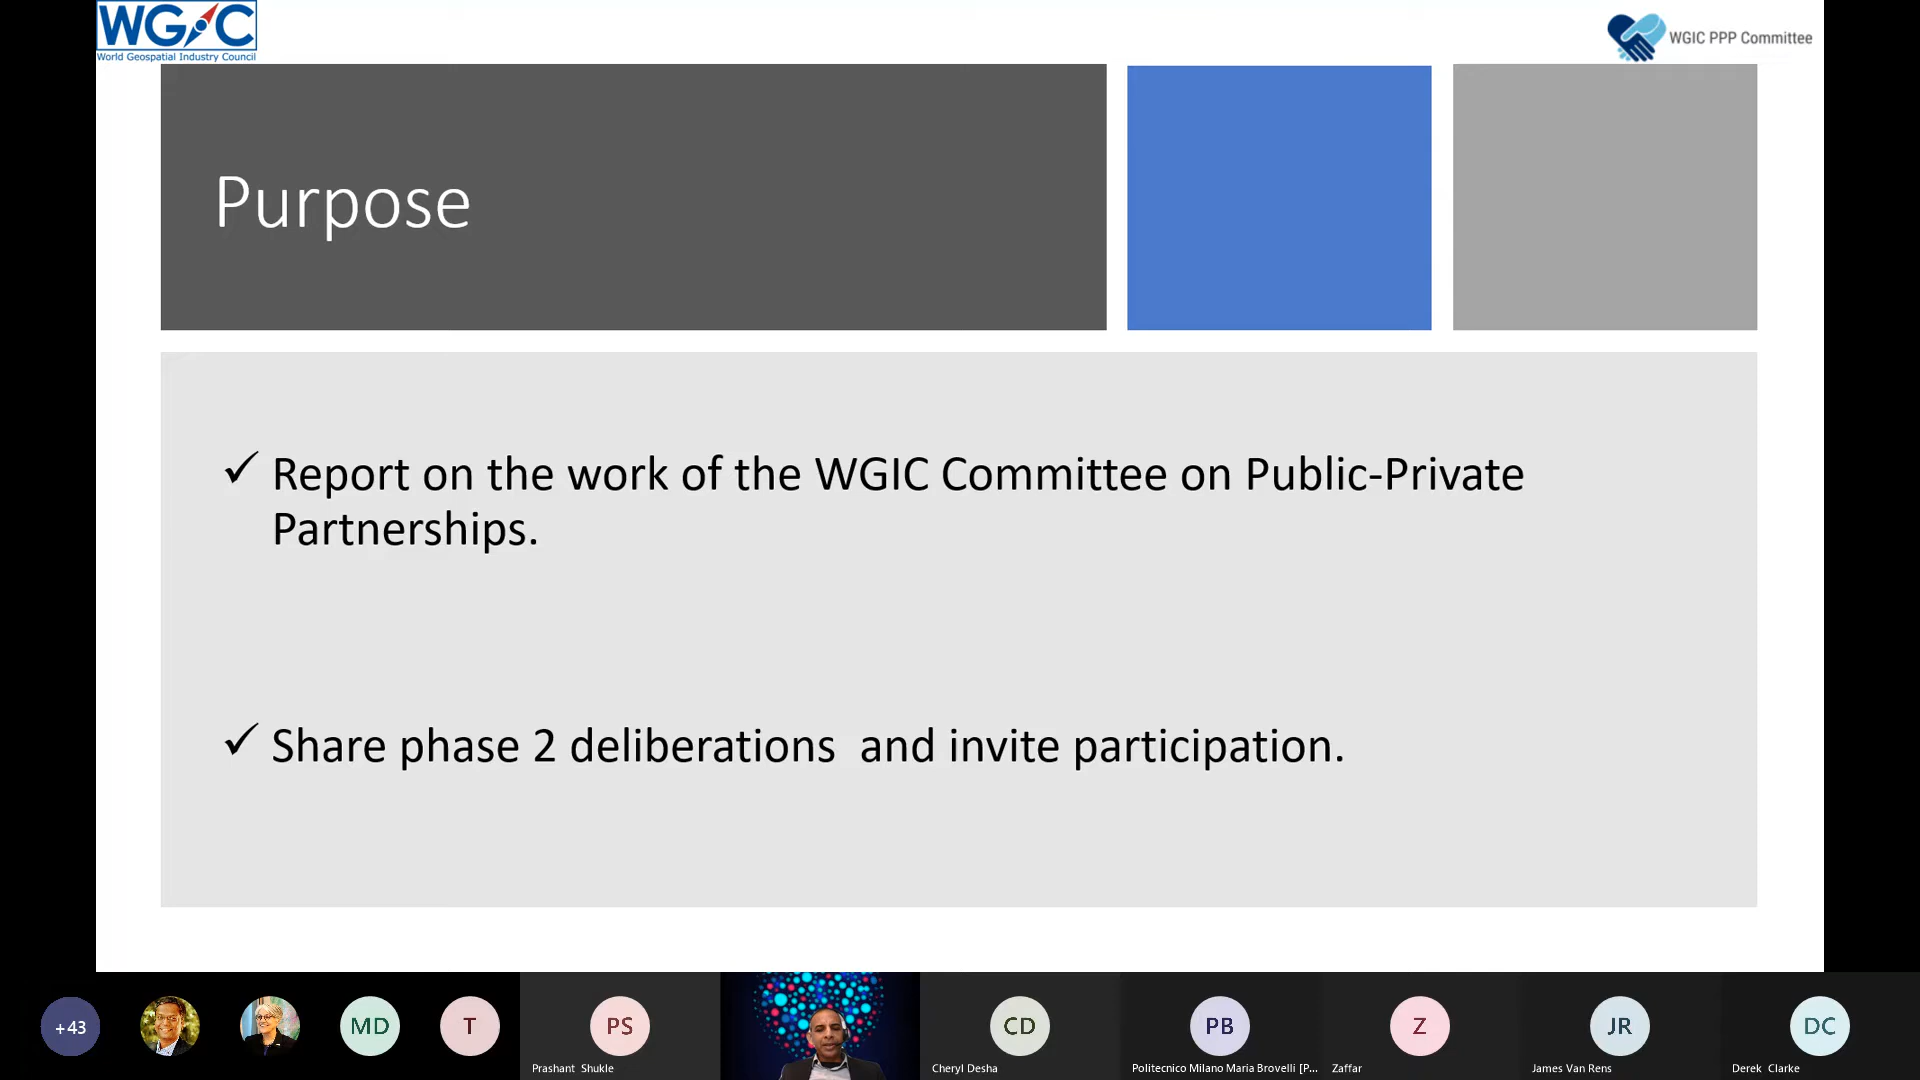 WGIC
World Geospatial Industry Council
WGIC PPP Committee
Purpose
✓ Report on the work of the WGIC Committee on Public-Private
Partnerships.
✓ Share phase 2 deliberations  and invite participation.
+43
MD
T
PS
CD
PB
Z
JR
DC
Prashant Shukle
Cheryl Desha
Politecnico Milano Maria Brovelli [P...
Zaffar
James Van Rens
Derek Clarke